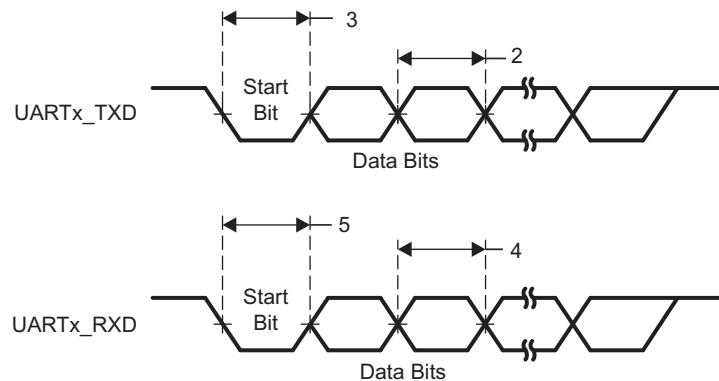 3
2
Start
Bit
UARTx_TXD
Data Bits
5
4
Start
Bit
UARTx_RXD
Data Bits